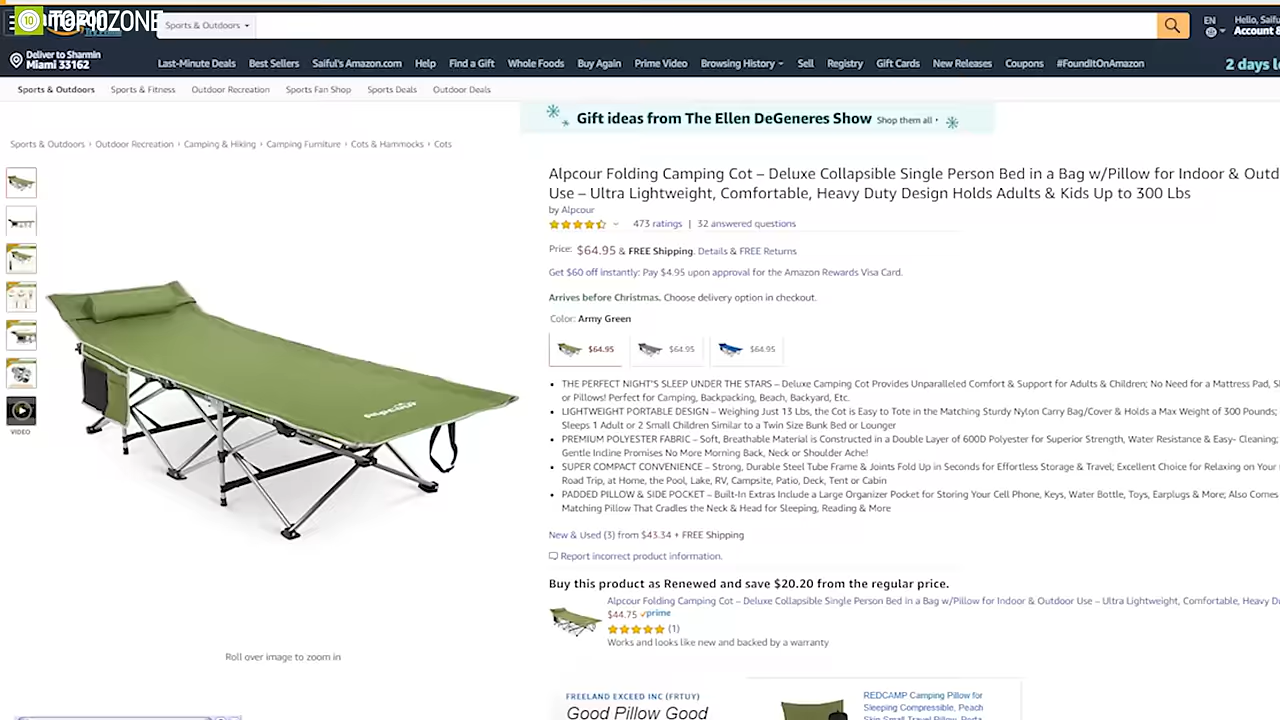 10 TOP10ZONE
Sports & Outdoors
EN
Hello, Saifu
Account &
Deliver to Sharmin
Miami 33162
Last-Minute Deals Best Sellers Saiful's Amazon.com Help Find a Gift Whole Foods Buy Again Prime Video Browsing History Sell Registry Gift Cards New Releases Coupons #FoundItOnAmazon
2 days
Sports & Outdoors Sports & Fitness Outdoor Recreation Sports Fan Shop Sports Deals Outdoor Deals
Gift ideas from The Ellen DeGeneres Show Shop them all ›
Sports & Outdoors › Outdoor Recreation › Camping & Hiking › Camping Furniture › Cots & Hammocks › Cots
Alpcour Folding Camping Cot – Deluxe Collapsible Single Person Bed in a Bag w/Pillow for Indoor & Outd
Use – Ultra Lightweight, Comfortable, Heavy Duty Design Holds Adults & Kids Up to 300 Lbs
by Alpcour
473 ratings | 32 answered questions
Price: $64.95 & FREE Shipping. Details & FREE Returns
Get $60 off instantly: Pay $4.95 upon approval for the Amazon Rewards Visa Card.
Arrives before Christmas. Choose delivery option in checkout.
Color: Army Green
$64.95 $64.95 $64.95
• THE PERFECT NIGHT'S SLEEP UNDER THE STARS – Deluxe Camping Cot Provides Unparalleled Comfort & Support for Adults & Children; No Need for a Mattress Pad,
or Pillows! Perfect for Camping, Backpacking, Beach, Backyard, Etc.
• LIGHTWEIGHT PORTABLE DESIGN – Weighing Just 13 Lbs, the Cot is Easy to Tote in the Matching Sturdy Nylon Carry Bag/Cover & Holds a Max Weight of 300 Pounds;
Sleeps 1 Adult or 2 Small Children Similar to a Twin Size Bunk Bed or Lounger
• PREMIUM POLYESTER FABRIC – Soft, Breathable Material is Constructed in a Double Layer of 600D Polyester for Superior Strength, Water Resistance & Easy- Cleaning;
Gentle Incline Promises No More Morning Back, Neck or Shoulder Ache!
• SUPER COMPACT CONVENIENCE – Strong, Durable Steel Tube Frame & Joints Fold Up in Seconds for Effortless Storage & Travel; Excellent Choice for Relaxing on Your
Road Trip, at Home, the Pool, Lake, RV, Campsite, Patio, Deck, Tent or Cabin
• PADDED PILLOW & SIDE POCKET – Built-In Extras Include a Large Organizer Pocket for Storing Your Cell Phone, Keys, Water Bottle, Toys, Earplugs & More; Also Comes
Matching Pillow That Cradles the Neck & Head for Sleeping, Reading & More
VIDEO
ALPCOUR
New & Used (3) from $43.34 + FREE Shipping
Report incorrect product information.
Buy this product as Renewed and save $20.20 from the regular price.
Alpcour Folding Camping Cot – Deluxe Collapsible Single Person Bed in a Bag w/Pillow for Indoor & Outdoor Use – Ultra Lightweight, Comfortable, Heavy Du
$44.75 prime
(1)
Works and looks like new and backed by a warranty
Roll over image to zoom in
FREELAND EXCEED INC (FRTUY)
Good Pillow Good
REDCAMP Camping Pillow for
Sleeping Compressible, Peach
Skin Small Travel Pillow, Porta